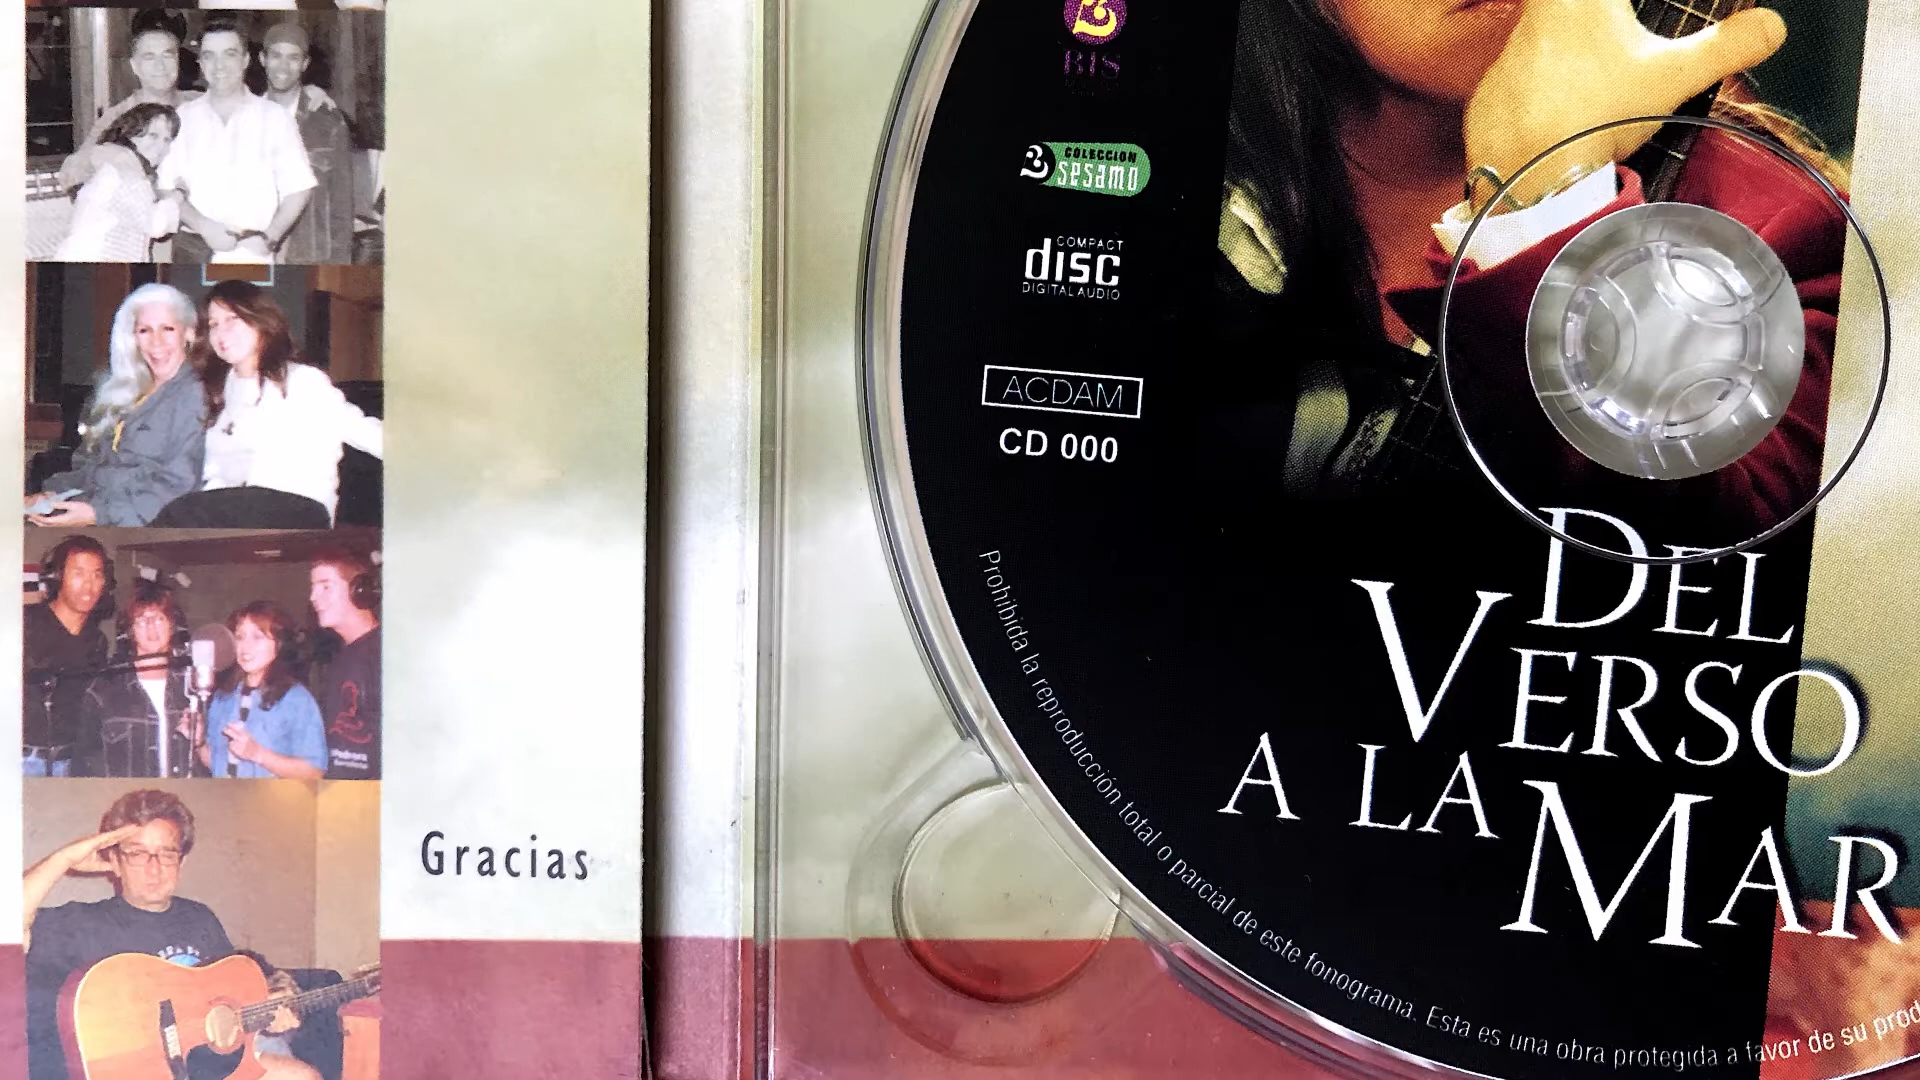 Gracias
BIS
COLECCION
sesamo
COMPACT
disc
DIGITAL AUDIO
ACDAM
CD 000
DEL
VERSO
A LA MAR
Prohibida la reproducción total o parcial de este fonograma. Esta es una obra protegida a favor de su prod